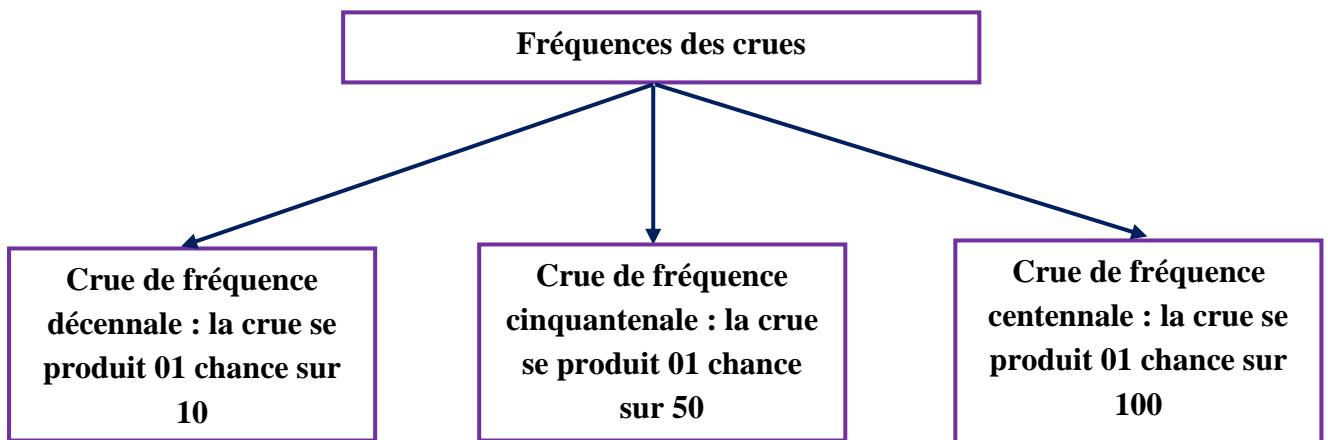 Fréquences des crues
Crue de fréquence
décennale : la crue se
produit 01 chance sur
10
Crue de fréquence
cinquantenale : la crue
se produit 01 chance
sur 50
Crue de fréquence
centennale : la crue se
produit 01 chance sur
100